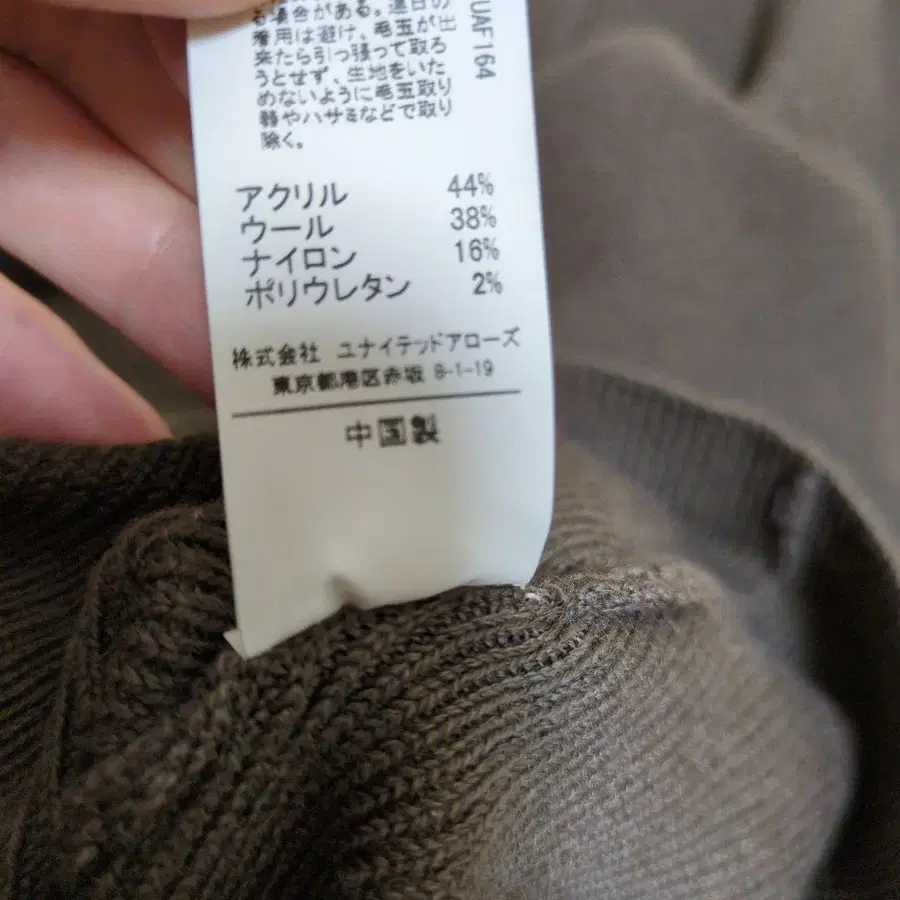 る場合がある。連日の
着用は避け、毛玉が出
来たら引っ張って取ろ
うとせず、生地をいた
めないように毛玉取り
器やハサミなどで取り
除く。
UAF164
アクリル 44%
ウール 38%
ナイロン 16%
ポリウレタン 2%
株式会社 ユナイテッドアローズ
東京都港区赤坂 8-1-19
中国製